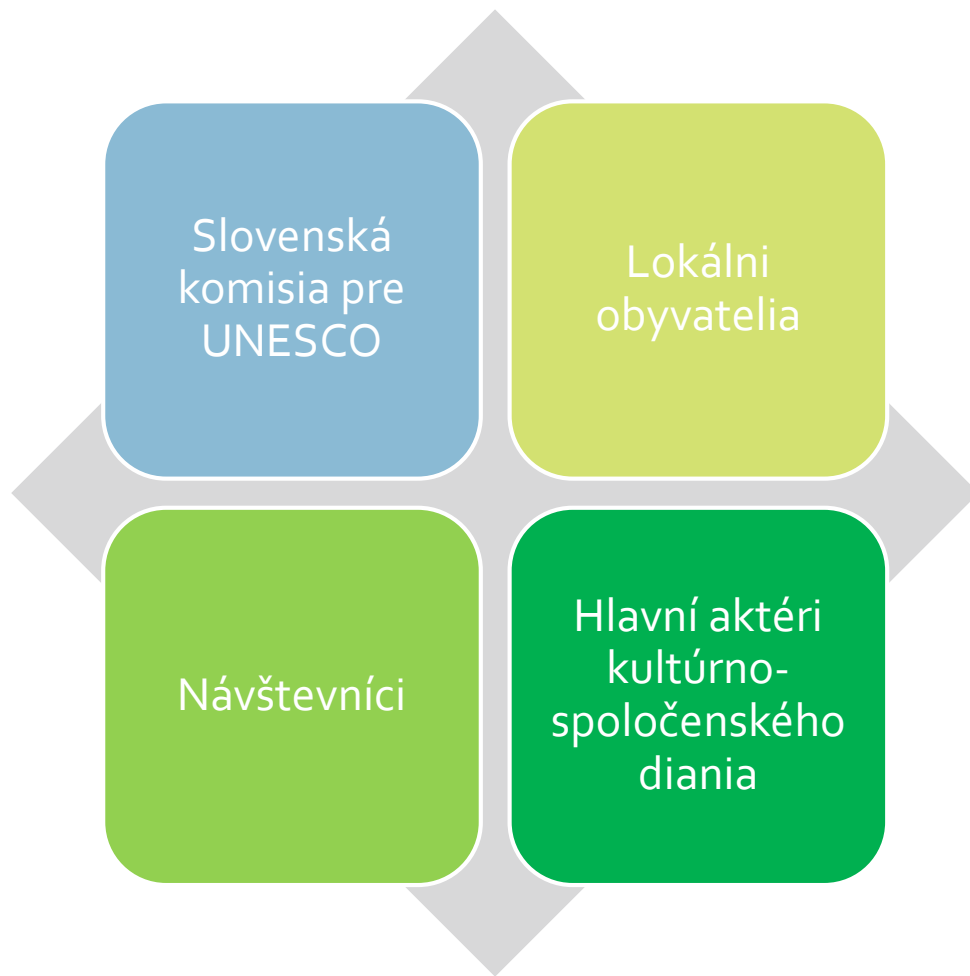 Slovenská
komisia pre
UNESCO
Lokálni
obyvatelia
Návštevníci
Hlavní aktéri
kultúrno-
spoločenského
diania